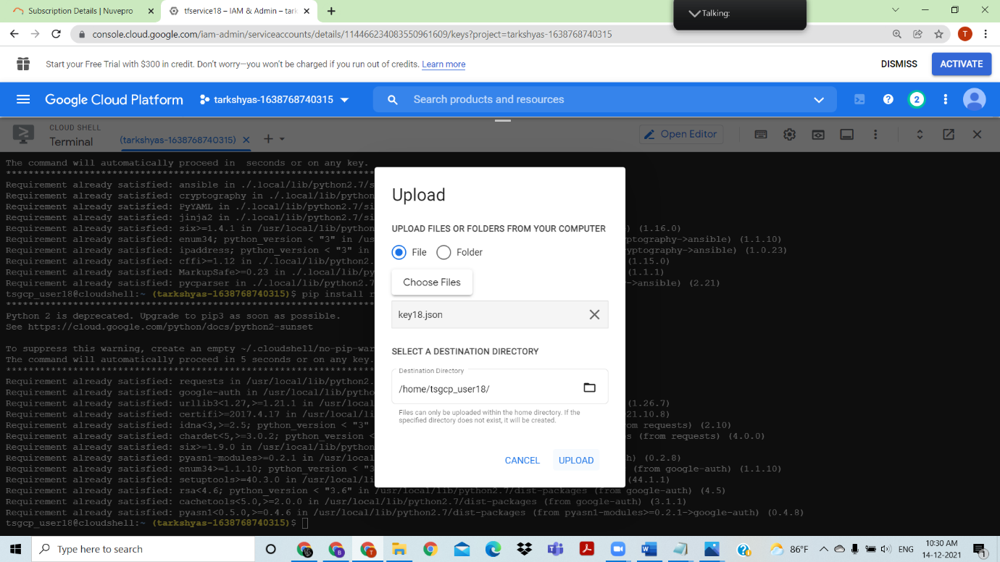 Subscription Details | Nuvepro
tfservice18 – IAM & Admin – tark
Talking:
console.cloud.google.com/iam-admin/serviceaccounts/details/114466234083550961609/keys?project=tarkshyas-1638768740315
T
Start your Free Trial with $300 in credit. Don't worry—you won't be charged if you run out of credits. Learn more
DISMISS
ACTIVATE
Google Cloud Platform
tarkshyas-1638768740315
Search products and resources
2
CLOUD SHELL
Terminal
(tarkshyas-1638768740315)
Open Editor
The command will automatically proceed in  seconds or on any key.
Requirement already satisfied: ansible in ./.local/lib/python2.7/s
Requirement already satisfied: cryptography in ./.local/lib/python
Requirement already satisfied: PyYAML in ./.local/lib/python2.7/si
Requirement already satisfied: jinja2 in ./.local/lib/python2.7/si
Requirement already satisfied: six>=1.4.1 in /usr/local/lib/python ) (1.16.0)
Requirement already satisfied: enum34; python_version < "3" in /us ptography->ansible) (1.1.10)
Requirement already satisfied: ipaddress; python_version < "3" in yptography->ansible) (1.0.23)
Requirement already satisfied: cffi>=1.12 in ./.local/lib/python2. (1.15.0)
Requirement already satisfied: MarkupSafe>=0.23 in ./.local/lib/py (1.1.1)
Requirement already satisfied: pycparser in ./.local/lib/python2.7 ->ansible) (2.21)
tsgcp_user18@cloudshell:~ (tarkshyas-1638768740315)$ pip install r
Python 2 is deprecated. Upgrade to pip3 as soon as possible.
See https://cloud.google.com/python/docs/python2-sunset
To suppress this warning, create an empty ~/.cloudshell/no-pip-war
The command will automatically proceed in 5 seconds or on any key.
Requirement already satisfied: requests in /usr/local/lib/python2.
Requirement already satisfied: google-auth in /usr/local/lib/python
Requirement already satisfied: urllib3<1.27,>=1.21.1 in /usr/local (1.26.7)
Requirement already satisfied: certifi>=2017.4.17 in /usr/local/li 21.10.8)
Requirement already satisfied: idna<3,>=2.5; python_version < "3" om requests) (2.10)
Requirement already satisfied: chardet<5,>=3.0.2; python_version < s (from requests) (4.0.0)
Requirement already satisfied: six>=1.9.0 in /usr/local/lib/python
Requirement already satisfied: pyasn1-modules>=0.2.1 in /usr/local h) (0.2.8)
Requirement already satisfied: enum34>=1.1.10; python_version < "3 (from google-auth) (1.1.10)
Requirement already satisfied: setuptools>=40.3.0 in /usr/local/li (44.1.1)
Requirement already satisfied: rsa<4.6; python_version < "3.6" in /usr/local/lib/python2.7/dist-packages (from google-auth) (4.5)
Requirement already satisfied: cachetools<5.0,>=2.0.0 in /usr/local/lib/python2.7/dist-packages (from google-auth) (3.1.1)
Requirement already satisfied: pyasn1<0.5.0,>=0.4.6 in /usr/local/lib/python2.7/dist-packages (from pyasn1-modules>=0.2.1->google-auth) (0.4.8)
tsgcp_user18@cloudshell:~ (tarkshyas-1638768740315)$
Upload
UPLOAD FILES OR FOLDERS FROM YOUR COMPUTER
File
Folder
Choose Files
key18.json
SELECT A DESTINATION DIRECTORY
Destination Directory
/home/tsgcp_user18/
Files can only be uploaded within the home directory. If the
specified directory does not exist, it will be created.
CANCEL
UPLOAD
Type here to search
86°F
ENG
10:30 AM
14-12-2021
1